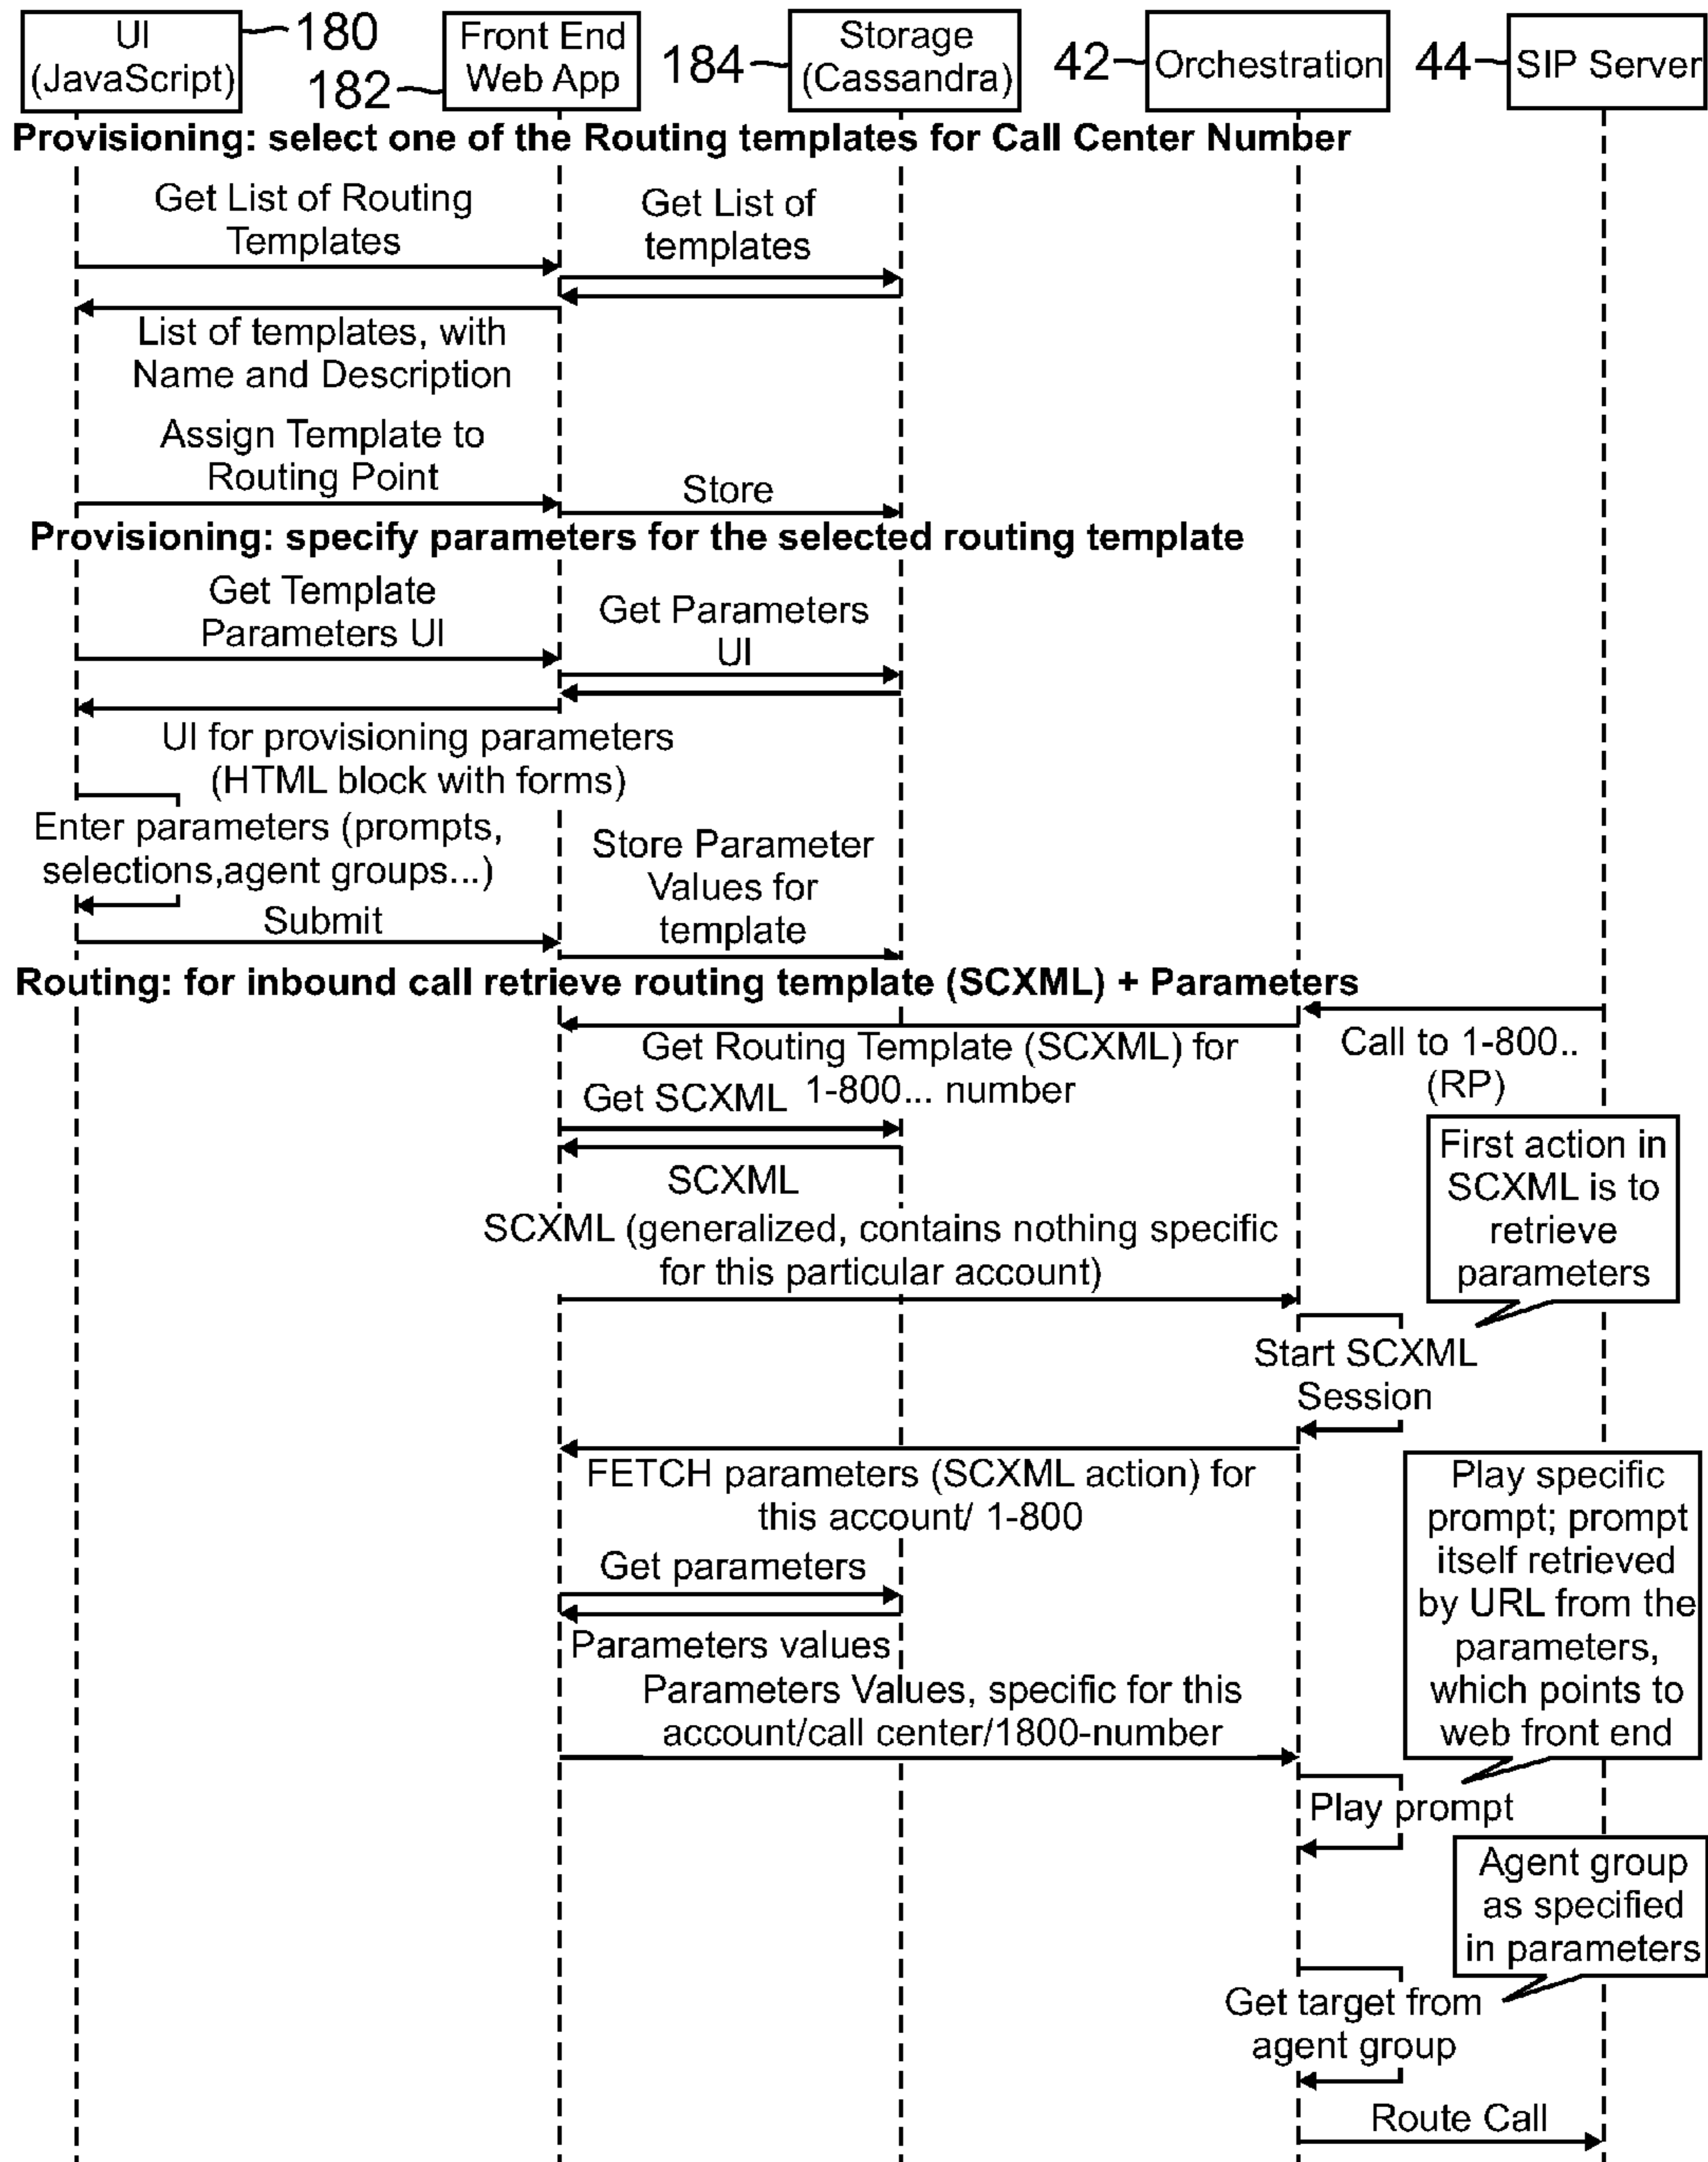 UI
(JavaScript)
180
Front End
Web App
182
Storage
(Cassandra)
184
Orchestration
42
SIP Server
44
Provisioning: select one of the Routing templates for Call Center Number
Get List of Routing
Templates
Get List of
templates
List of templates, with
Name and Description
Assign Template to
Routing Point
Store
Provisioning: specify parameters for the selected routing template
Get Template
Parameters UI
Get Parameters
UI
UI for provisioning parameters
(HTML block with forms)
Enter parameters (prompts,
selections,agent groups...)
Store Parameter
Values for
template
Submit
Routing: for inbound call retrieve routing template (SCXML) + Parameters
Call to 1-800..
(RP)
Get Routing Template (SCXML) for
1-800... number
Get SCXML
SCXML
First action in
SCXML is to
retrieve
parameters
SCXML (generalized, contains nothing specific
for this particular account)
Start SCXML
Session
FETCH parameters (SCXML action) for
this account/ 1-800
Play specific
prompt; prompt
itself retrieved
by URL from the
parameters,
which points to
web front end
Get parameters
Parameters values
Parameters Values, specific for this
account/call center/1800-number
Play prompt
Agent group
as specified
in parameters
Get target from
agent group
Route Call